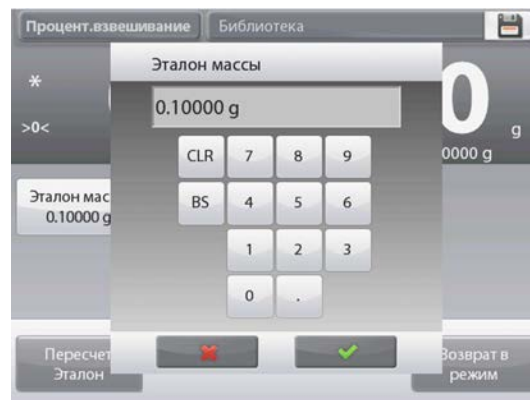 Процент.взвешивание Библиотека
Эталон массы
*
0.10000 g
0
>0<
g
0000 g
CLR 7 8 9
Эталон мас
0.10000 g
BS 4 5 6
1 2 3
0 .
Пересчет
Эталон
Возврат в
режим